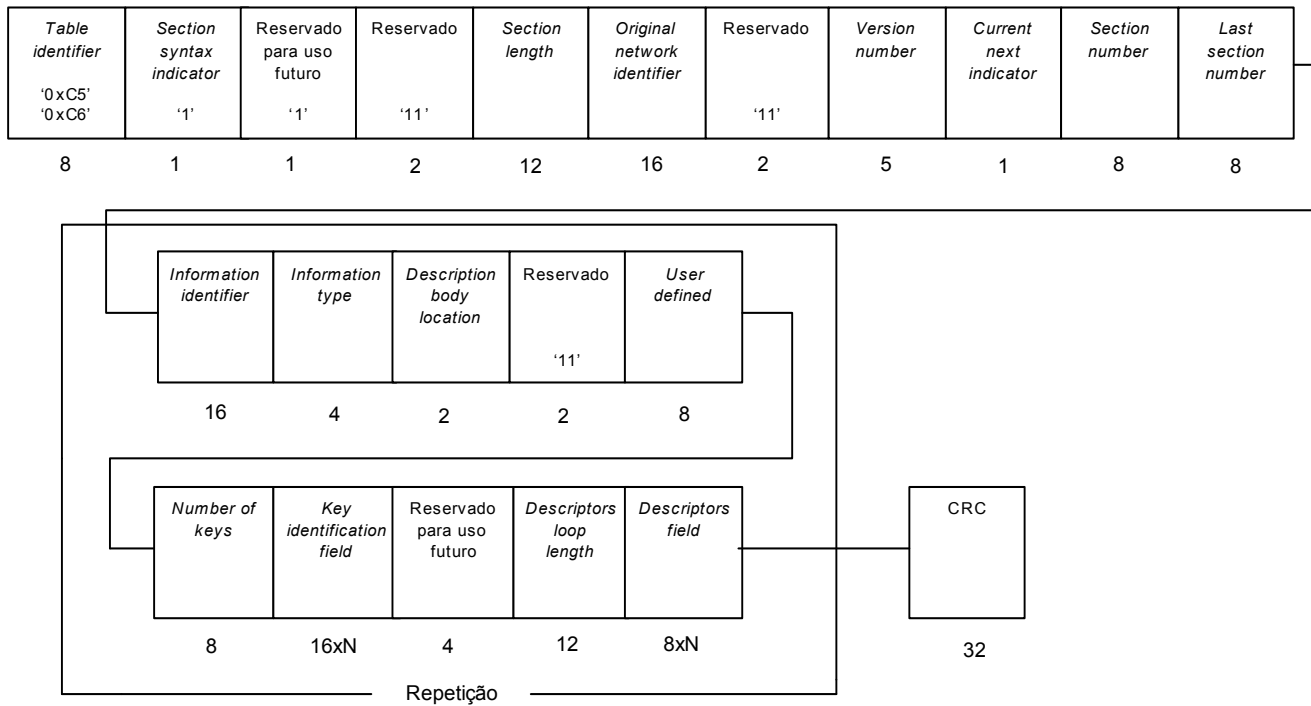 Table
identifier
‘0xC5’
‘0xC6’
Section
syntax
indicator
‘1’
Reservado
para uso
futuro
‘1’
Reservado
‘11’
Section
length
Original
network
identifier
Reservado
‘11’
Version
number
Current
next
indicator
Section
number
Last
section
number
8
1
1
2
12
16
2
5
1
8
8
Information
identifier
Information
type
Description
body
location
Reservado
‘11’
User
defined
16
4
2
2
8
Number of
keys
Key
identification
field
Reservado
para uso
futuro
Descriptors
loop
length
Descriptors
field
CRC
8
16xN
4
12
8xN
32
Repetição